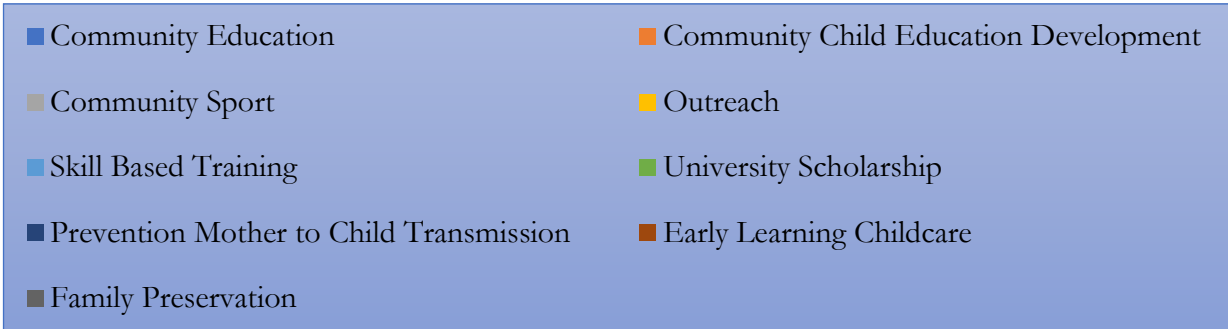 Community Education
Community Child Education Development
Community Sport
Outreach
Skill Based Training
University Scholarship
Prevention Mother to Child Transmission
Early Learning Childcare
Family Preservation